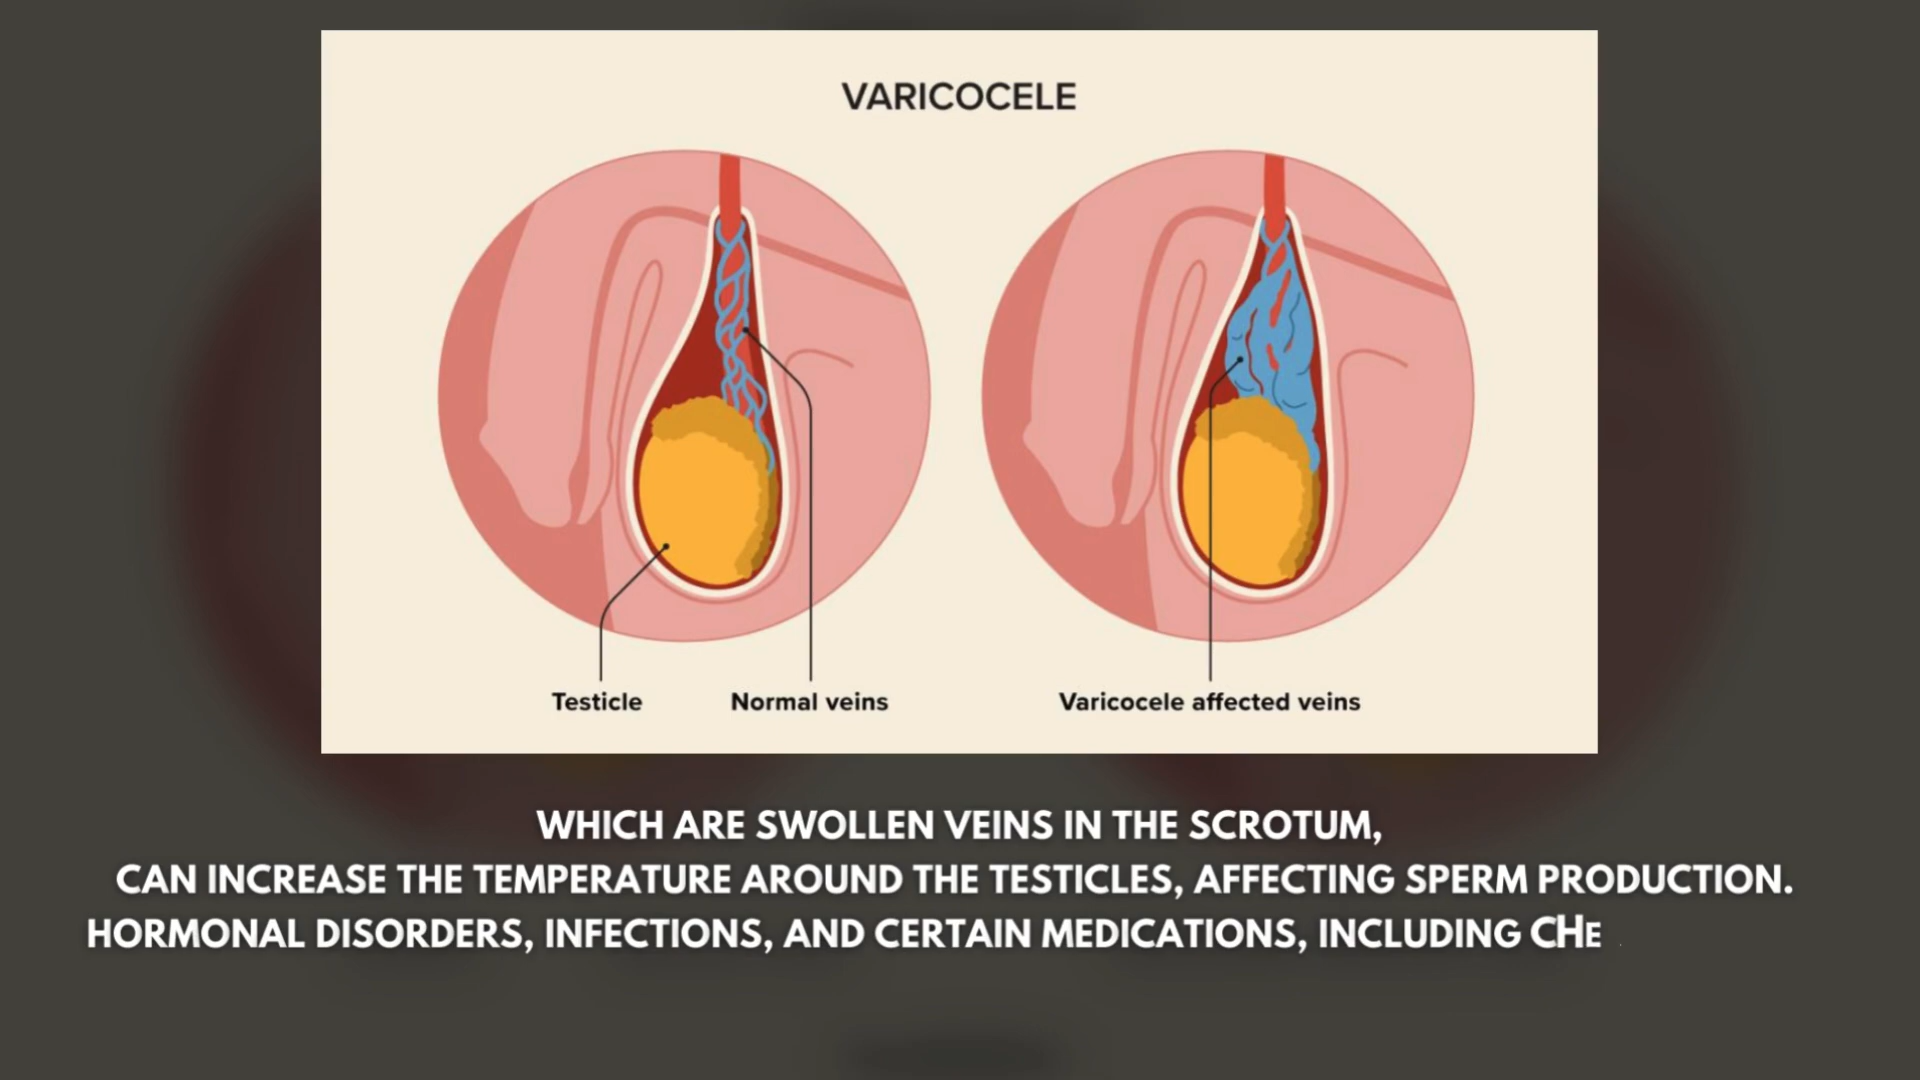 VARICOCELE
Testicle Normal veins Varicocele affected veins
WHICH ARE SWOLLEN VEINS IN THE SCROTUM,
CAN INCREASE THE TEMPERATURE AROUND THE TESTICLES, AFFECTING SPERM PRODUCTION.
HORMONAL DISORDERS, INFECTIONS, AND CERTAIN MEDICATIONS, INCLUDING CHE